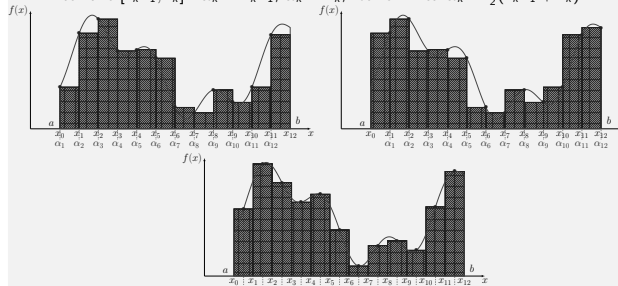 f(x)
f(x)
a
b
x₀ x₁ x₂ x₃ x₄ x₅ x₆ x₇ x₈ x₉ x₁₀ x₁₁ x₁₂ x
α₁ α₂ α₃ α₄ α₅ α₆ α₇ α₈ α₉ α₁₀ α₁₁ α₁₂
a
b
x₀ x₁ x₂ x₃ x₄ x₅ x₆ x₇ x₈ x₉ x₁₀ x₁₁ x₁₂ x
α₁ α₂ α₃ α₄ α₅ α₆ α₇ α₈ α₉ α₁₀ α₁₁ α₁₂
f(x)
a
b
x₀ x₁ x₂ x₃ x₄ x₅ x₆ x₇ x₈ x₉ x₁₀ x₁₁ x₁₂ x